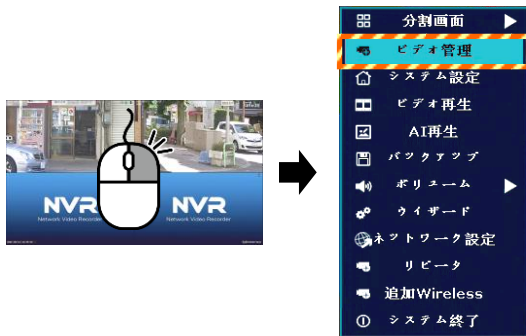 NVR
Network Video Recorder
NVR
Network Video Recorder
分割画面
ビデオ管理
システム設定
ビデオ再生
AI再生
バックアップ
ボリューム
ウィザード
ネットワーク設定
リピータ
追加Wireless
システム終了